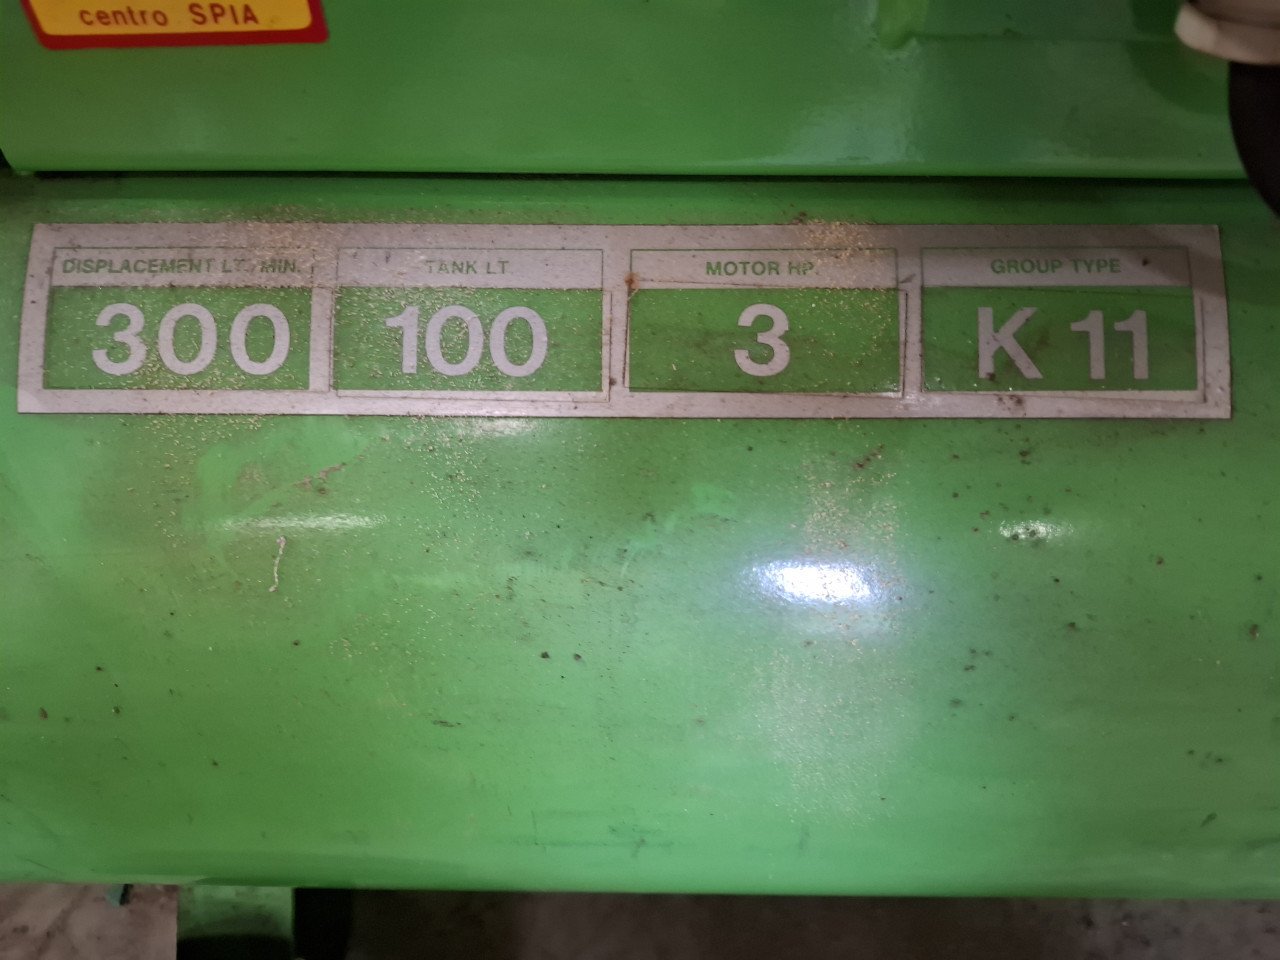 centro SPIA
DISPLACEMENT LT./MIN. TANK LT. MOTOR HP. GROUP TYPE
300 100 3 K 11